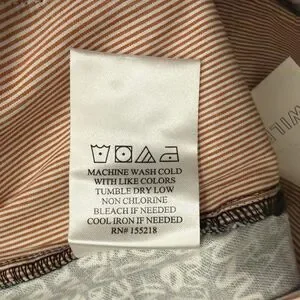 MACHINE WASH COLD
WITH LIKE COLORS
TUMBLE DRY LOW
NON CHLORINE
BLEACH IF NEEDED
COOL IRON IF NEEDED
RN# 155218